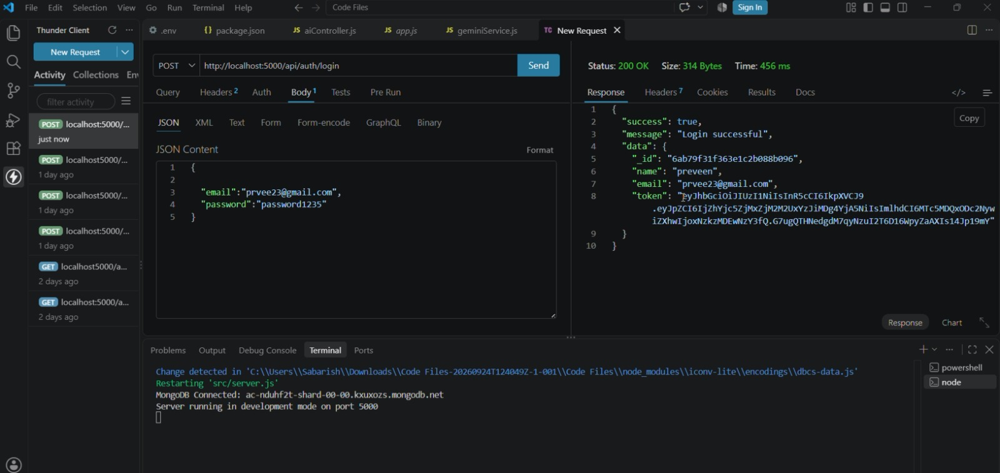 File Edit Selection View Go Run Terminal Help Code Files Sign In
Thunder Client
New Request
Activity Collections En
filter activity
POST localhost:5000/...
just now
POST localhost5000/...
1 day ago
POST localhost:5000/...
1 day ago
POST localhost:5000/...
1 day ago
GET localhost5000/a...
2 days ago
GET localhost:5000/a...
2 days ago
.env {} package.json JS aiController.js JS app.js JS geminiService.js TC New Request
POST http://localhost:5000/api/auth/login Send
Query Headers 2 Auth Body 1 Tests Pre Run
JSON XML Text Form Form-encode GraphQL Binary
JSON Content Format
1 {
2
3 "email":"prvee23@gmail.com",
4 "password":"password1235"
5 }
Status: 200 OK Size: 314 Bytes Time: 456 ms
Response Headers 7 Cookies Results Docs </>
Copy
1 {
2 "success": true,
3 "message": "Login successful",
4 "data": {
5 "_id": "6ab79f31f363e1c2b088b096",
6 "name": "preveen",
7 "email": "prvee23@gmail.com",
8 "token": "eyJhbGciOiJIUzI1NiIsInR5cCI6IkpXVCJ9
.eyJpZCI6IjZhYjc5ZjMxZjM2M2UxYzJiMDg4YjA5NiIsImlhdCI6MTc5MDQxODc2Nyw
iZXhwIjoxNzkzMDEwNzY3fQ.G7ugQTHNedgdM7qyNzuI2T6D16WpyZaAXIs14Jp19mY"
9 }
10 }
Response Chart
Problems Output Debug Console Terminal Ports
Change detected in 'C:\\Users\\Sabarish\\Downloads\\Code Files-20260924T124049Z-1-001\\Code Files\\node_modules\\iconv-lite\\encodings\\dbcs-data.js'
Restarting 'src/server.js'
MongoDB Connected: ac-nduhf2t-shard-00-00.kxuxozs.mongodb.net
Server running in development mode on port 5000
powershell
node